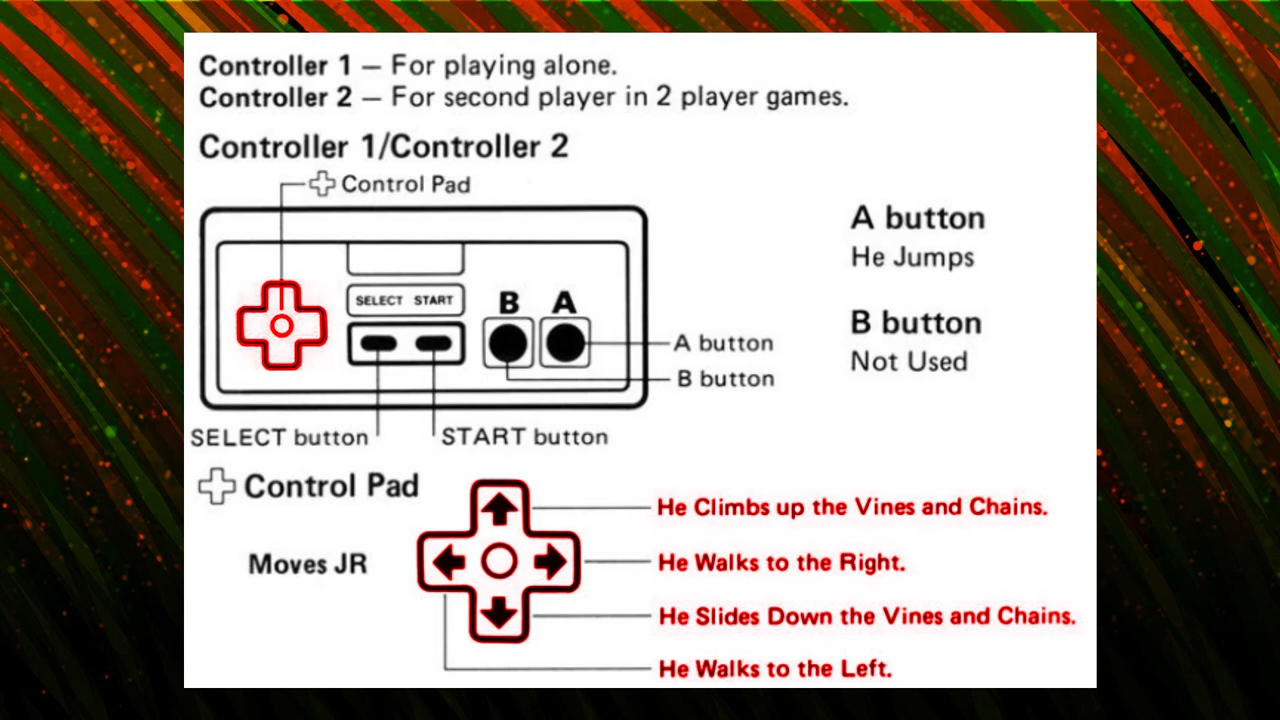 Controller 1 — For playing alone.
Controller 2 — For second player in 2 player games.
Controller 1/Controller 2
Control Pad
SELECT START
B A
A button
B button
SELECT button
START button
A button
He Jumps
B button
Not Used
Control Pad
Moves JR
He Climbs up the Vines and Chains.
He Walks to the Right.
He Slides Down the Vines and Chains.
He Walks to the Left.